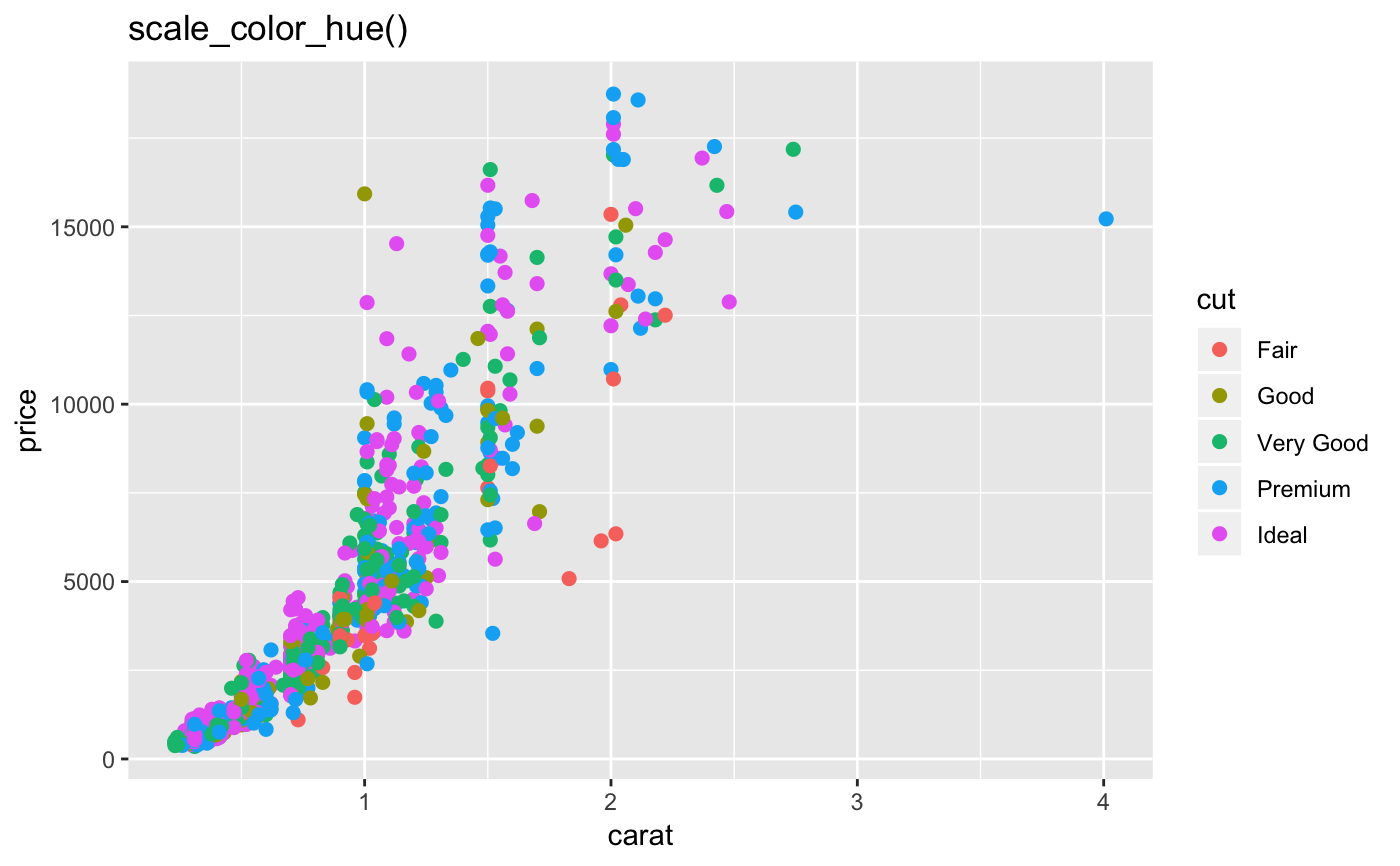 scale_color_hue()
price
15000
10000
5000
0
1
2
3
4
carat
cut
Fair
Good
Very Good
Premium
Ideal